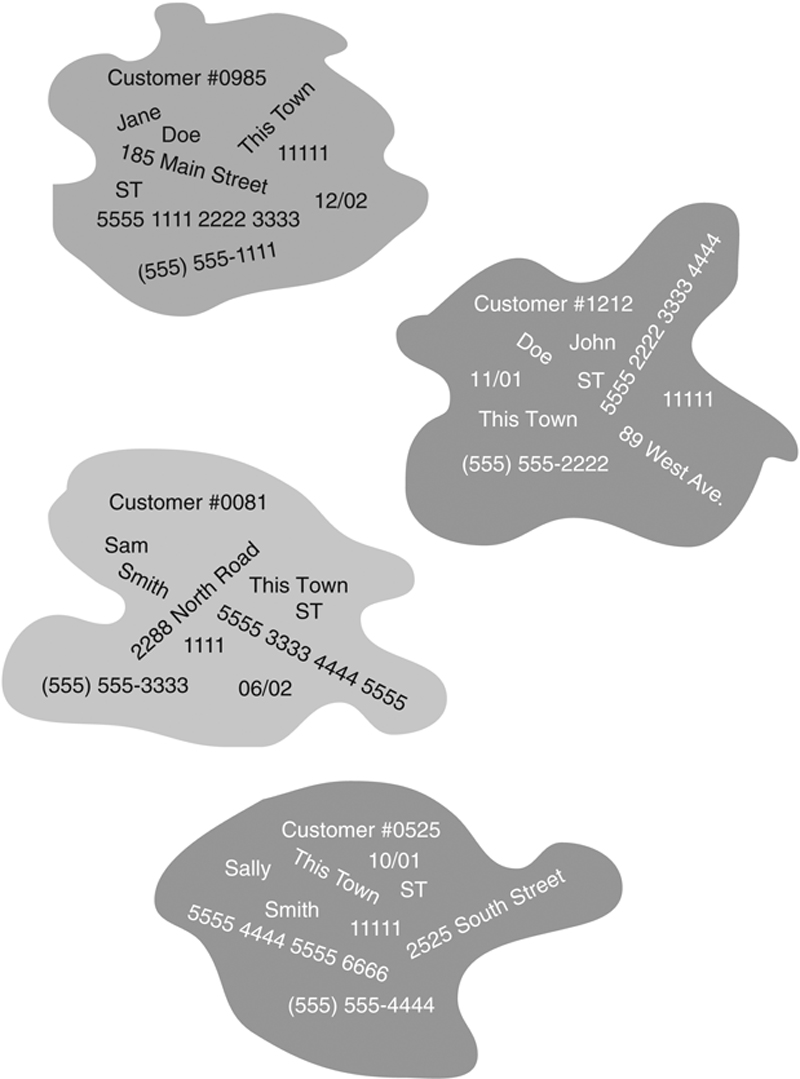 Customer #0985
Jane
Doe
This Town
185 Main Street
11111
ST
12/02
5555 1111 2222 3333
(555) 555-1111
Customer #1212
Doe
John
5555 2222 3333 4444
11/01
ST
11111
This Town
89 West Ave.
(555) 555-2222
Customer #0081
Sam
Smith
2288 North Road
This Town
ST
1111
5555 3333 4444 5555
(555) 555-3333
06/02
Customer #0525
Sally
This Town
10/01
ST
Smith
11111
2525 South Street
5555 4444 5555 6666
(555) 555-4444